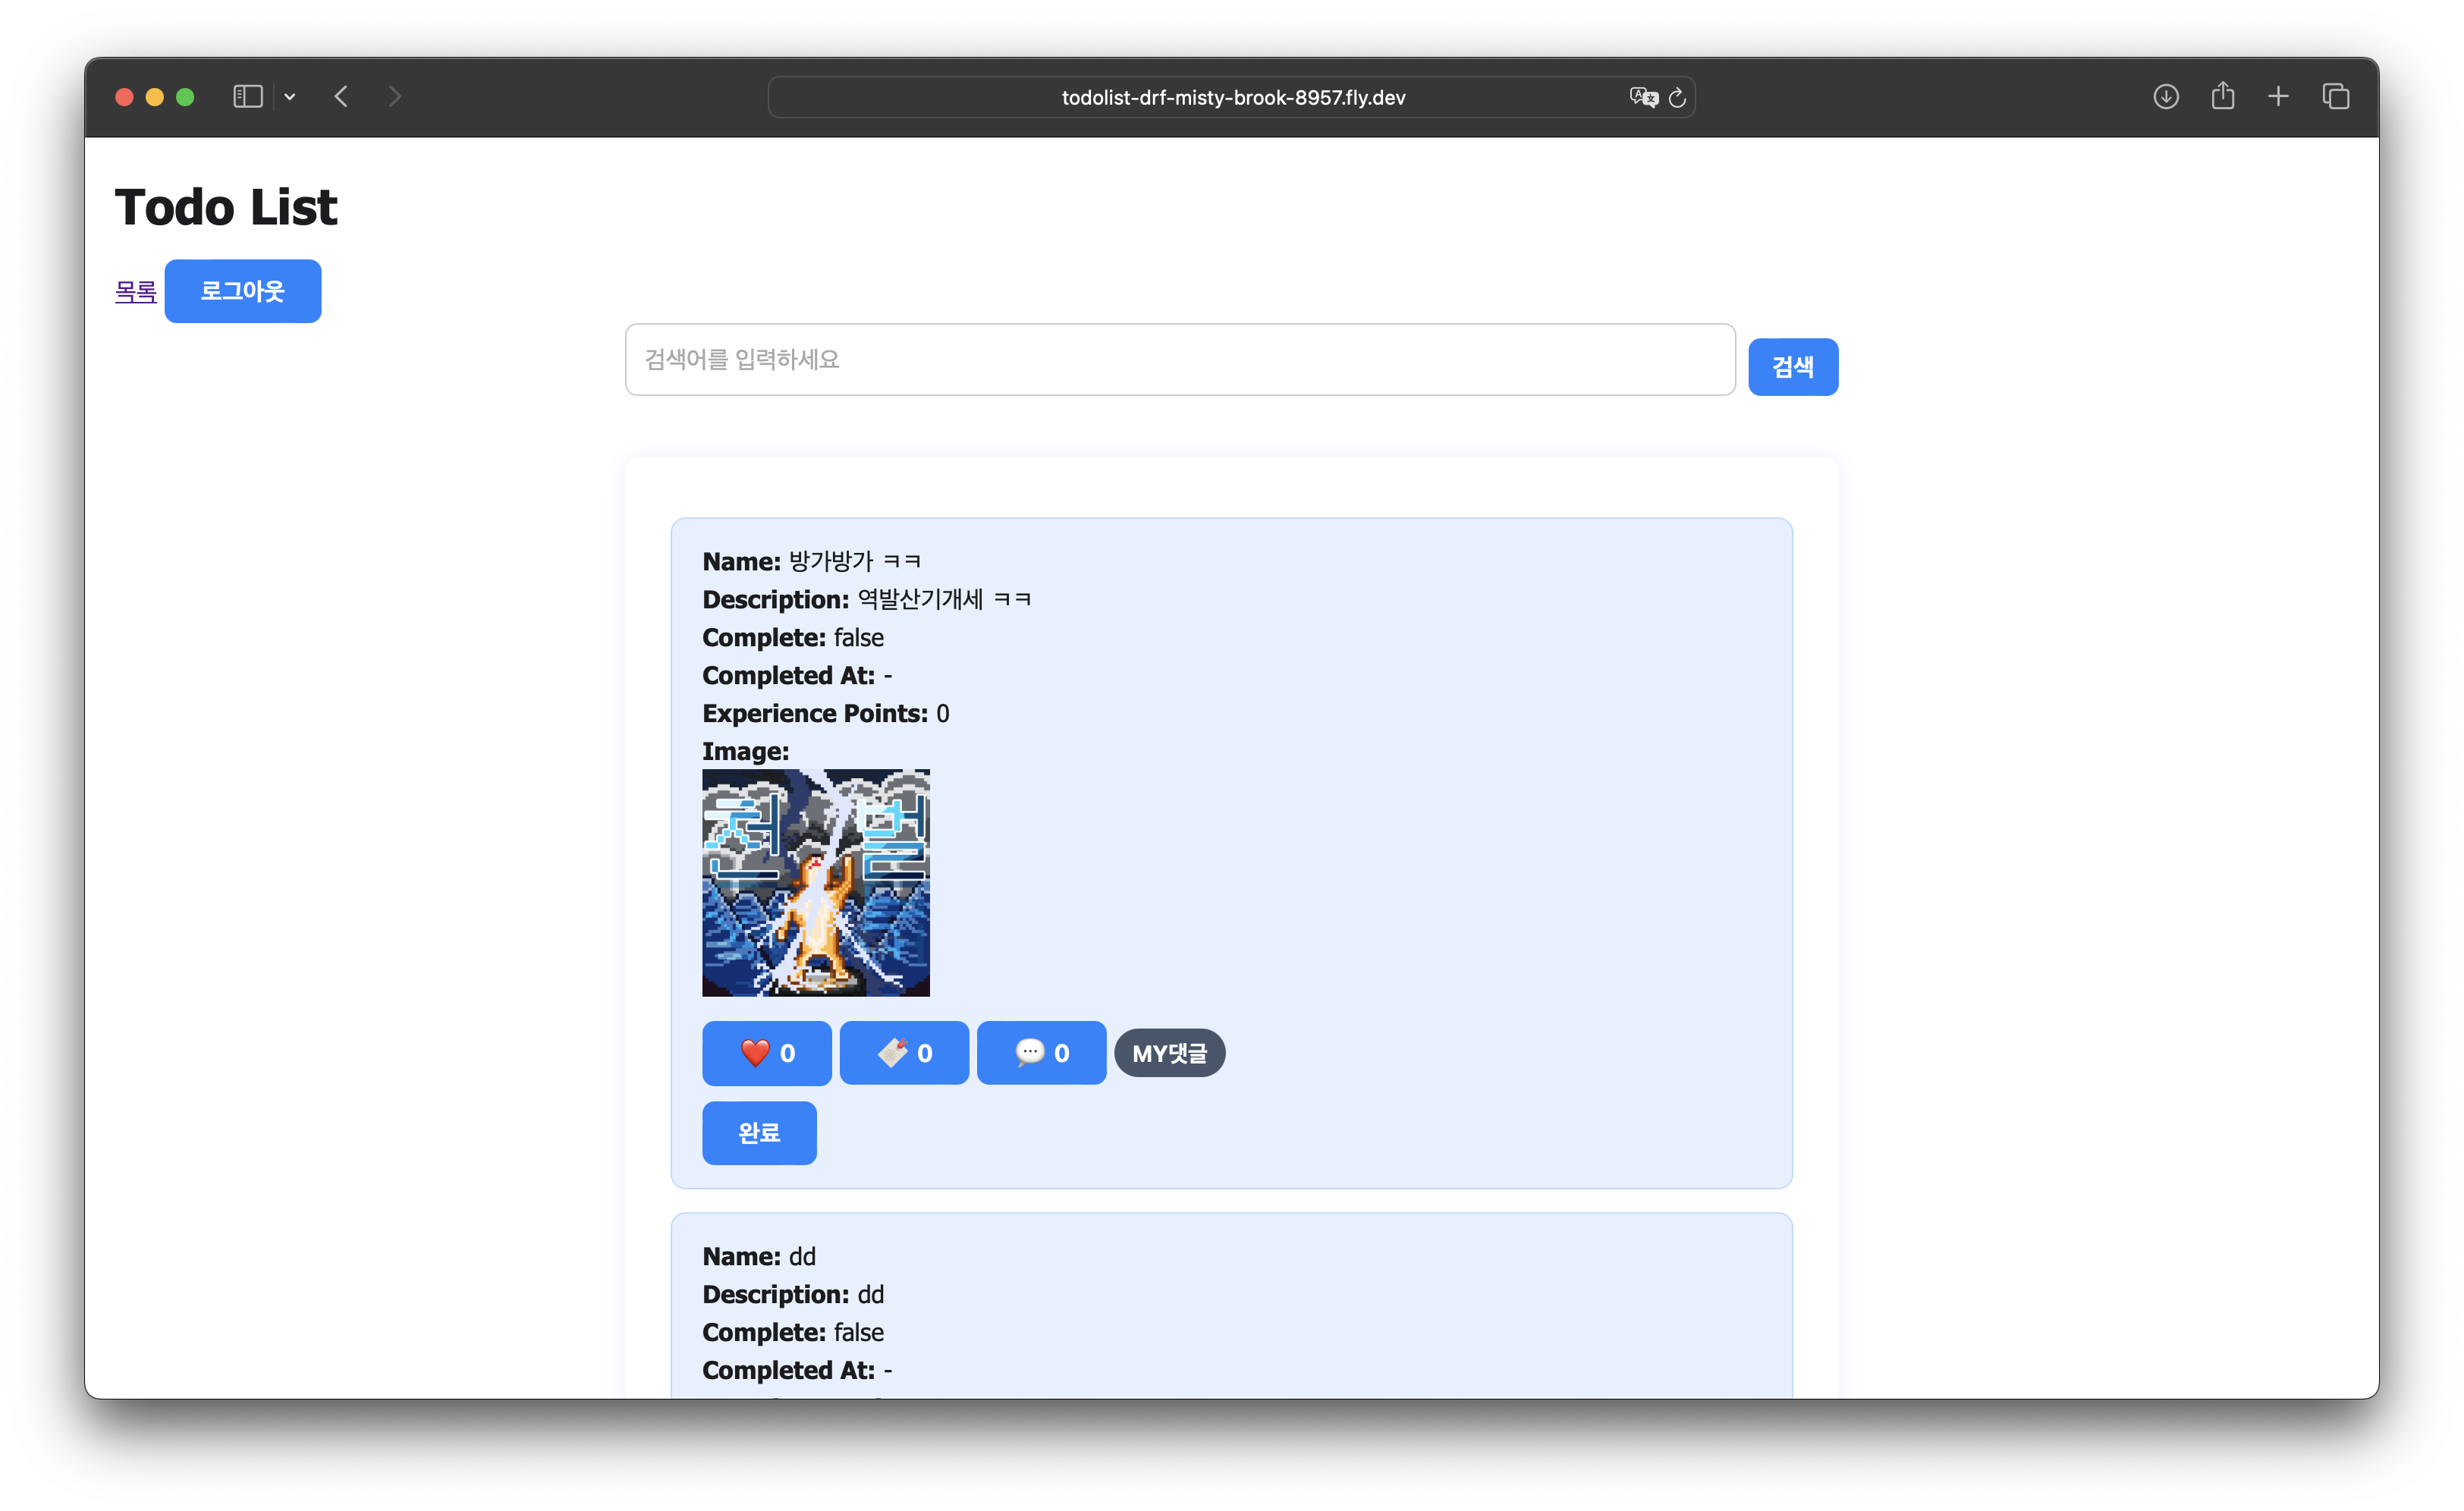 todolist-drf-misty-brook-8957.fly.dev
Todo List
목록 로그아웃
검색어를 입력하세요 검색
Name: 방가방가 ㅋㅋ
Description: 역발산기개세 ㅋㅋ
Complete: false
Completed At: -
Experience Points: 0
Image:
전 멸
❤️ 0 🔖 0 💬 0 MY댓글
완료
Name: dd
Description: dd
Complete: false
Completed At: -